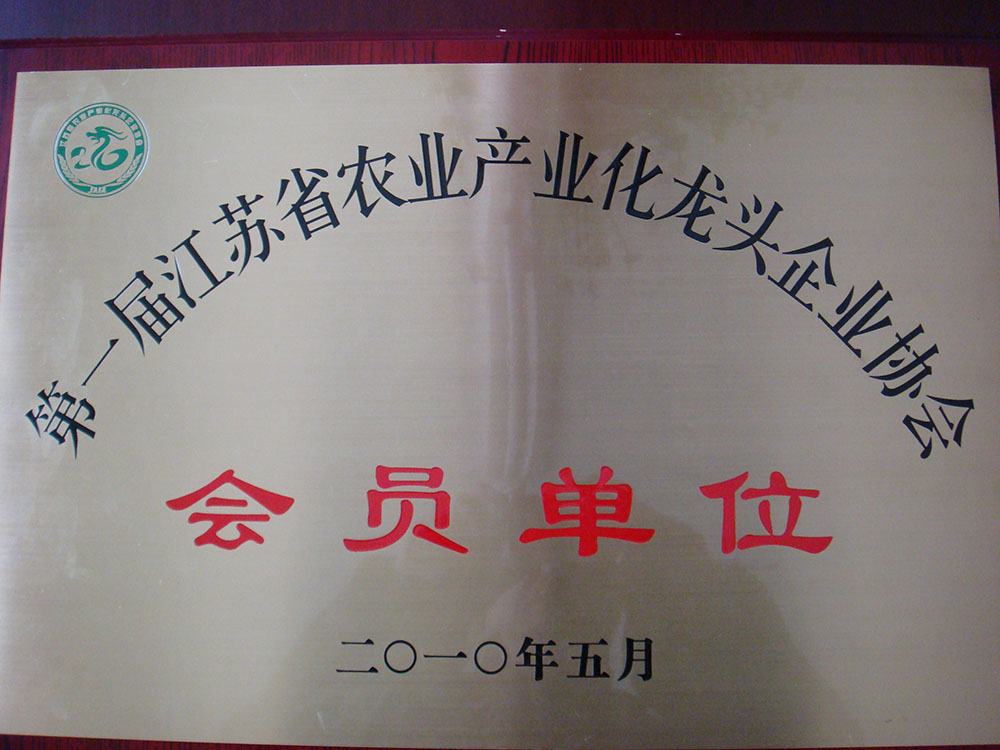 第一届江苏省农业产业化龙头企业协会
会员单位
二〇一〇年五月